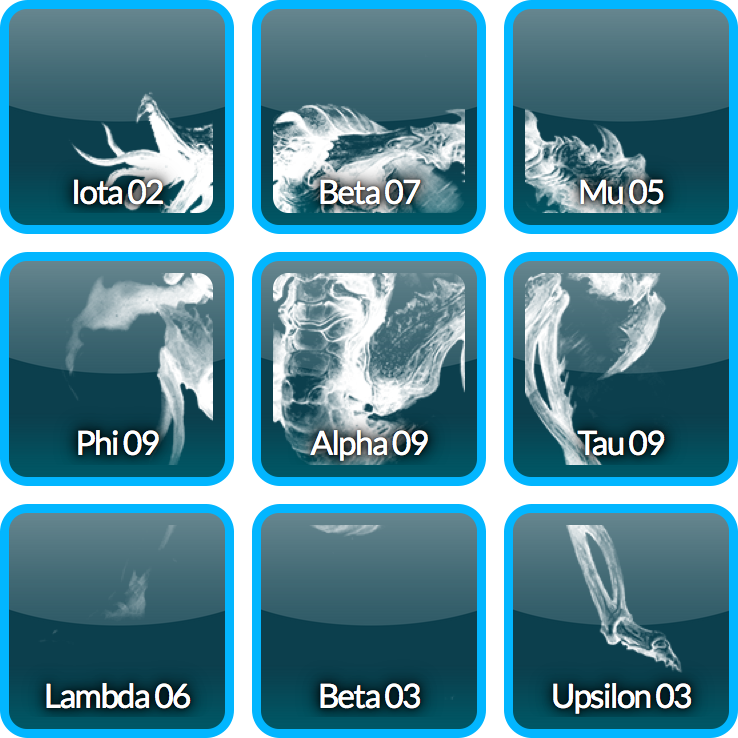 Iota 02
Beta 07
Mu 05
Phi 09
Alpha 09
Tau 09
Lambda 06
Beta 03
Upsilon 03